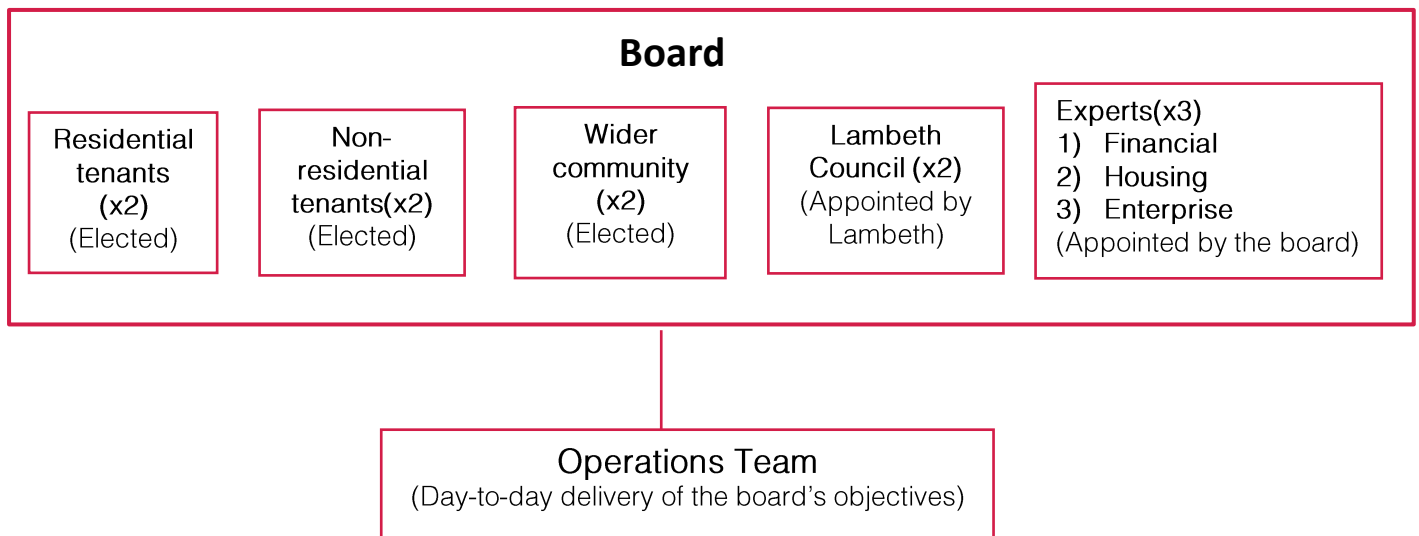 Board
Residential
tenants
(x2)
(Elected)
Non-
residential
tenants(x2)
(Elected)
Wider
community
(x2)
(Elected)
Lambeth
Council (x2)
(Appointed by
Lambeth)
Experts(x3)
1) Financial
2) Housing
3) Enterprise
(Appointed by the board)
Operations Team
(Day-to-day delivery of the board’s objectives)